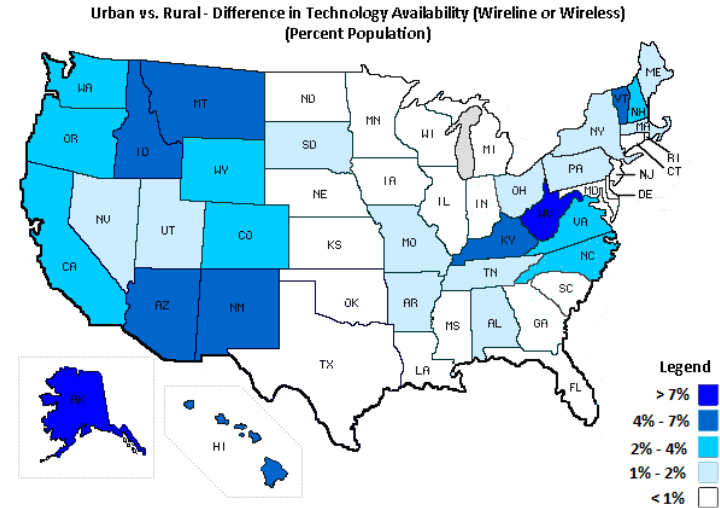 Urban vs. Rural - Difference in Technology Availability (Wireline or Wireless)
(Percent Population)
WA
OR
CA
NV
ID
MT
WY
UT
CO
AZ
NM
ND
SD
NE
KS
OK
TX
MN
IA
MO
AR
LA
WI
IL
MI
IN
OH
KY
TN
MS
AL
GA
FL
SC
NC
VA
WV
PA
NY
VT
NH
ME
MA
RI
CT
NJ
DE
MD
AK
HI
Legend
> 7%
4% - 7%
2% - 4%
1% - 2%
< 1%